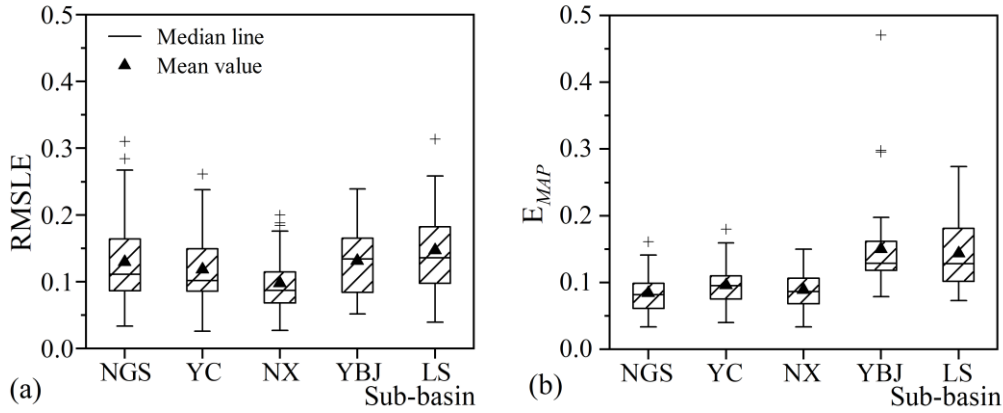 0.5
0.4
0.3
0.2
0.1
0.0
RMSLE
Median line
Mean value
NGS YC NX YBJ LS
Sub-basin
(a)
0.5
0.4
0.3
0.2
0.1
0.0
E_MAP
NGS YC NX YBJ LS
Sub-basin
(b)